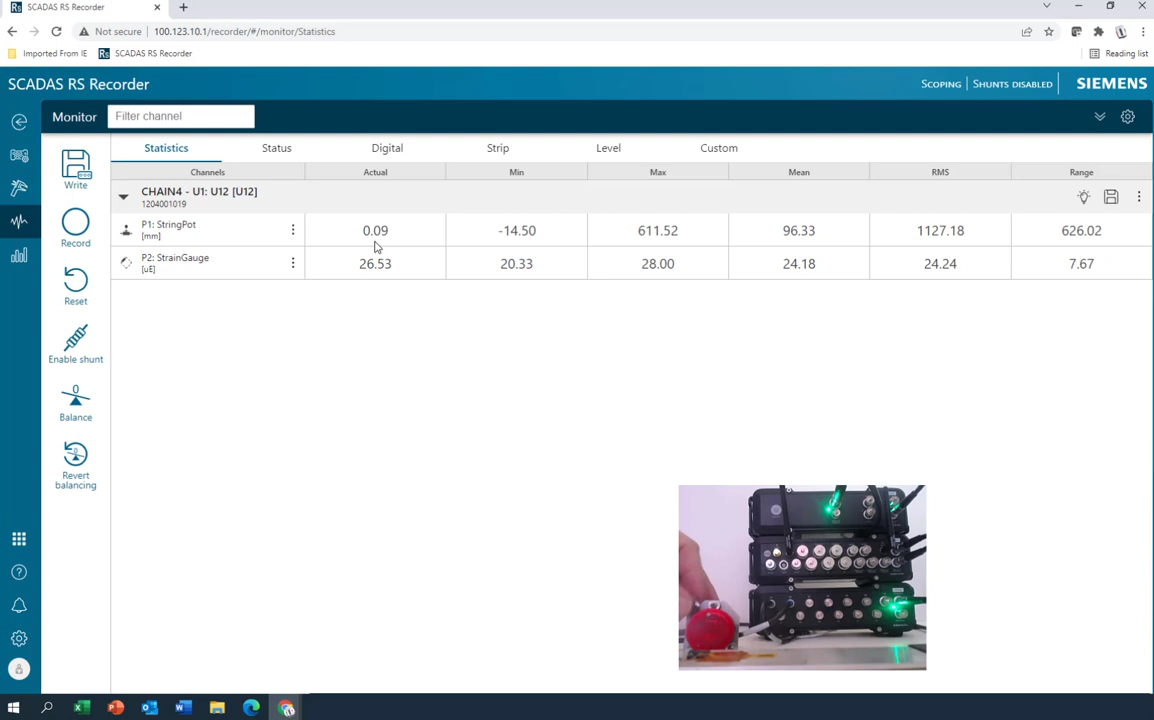 SCADAS RS Recorder
Not secure 100.123.10.1/recorder/#/monitor/Statistics
Imported From IE SCADAS RS Recorder Reading list
SCADAS RS Recorder SCOPING SHUNTS DISABLED SIEMENS
Monitor Filter channel
Statistics Status Digital Strip Level Custom
Channels Actual Min Max Mean RMS Range
CHAIN4 - U1: U12 [U12]
1204001019
P1: StringPot
[mm]
0.09 -14.50 611.52 96.33 1127.18 626.02
P2: StrainGauge
[uE]
26.53 20.33 28.00 24.18 24.24 7.67
Write
Record
Reset
Enable shunt
Balance
Revert
balancing